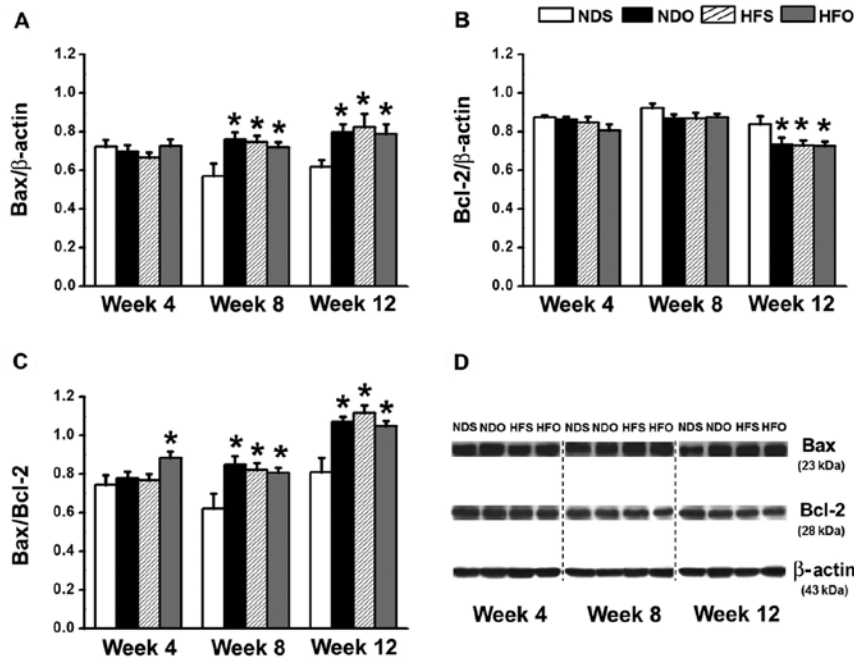 A
B
NDS NDO HFS HFO
Bax/β-actin
1.2
1.0
0.8
0.6
0.4
0.2
0.0
* * *
* * *
Week 4 Week 8 Week 12
Bcl-2/β-actin
1.2
1.0
0.8
0.6
0.4
0.2
0.0
* * *
Week 4 Week 8 Week 12
C
Bax/Bcl-2
1.2
1.0
0.8
0.6
0.4
0.2
0.0
*
* * *
* * *
Week 4 Week 8 Week 12
D
NDS NDO HFS HFO NDS NDO HFS HFO NDS NDO HFS HFO
Bax
(23 kDa)
Bcl-2
(28 kDa)
β-actin
(43 kDa)
Week 4 Week 8 Week 12